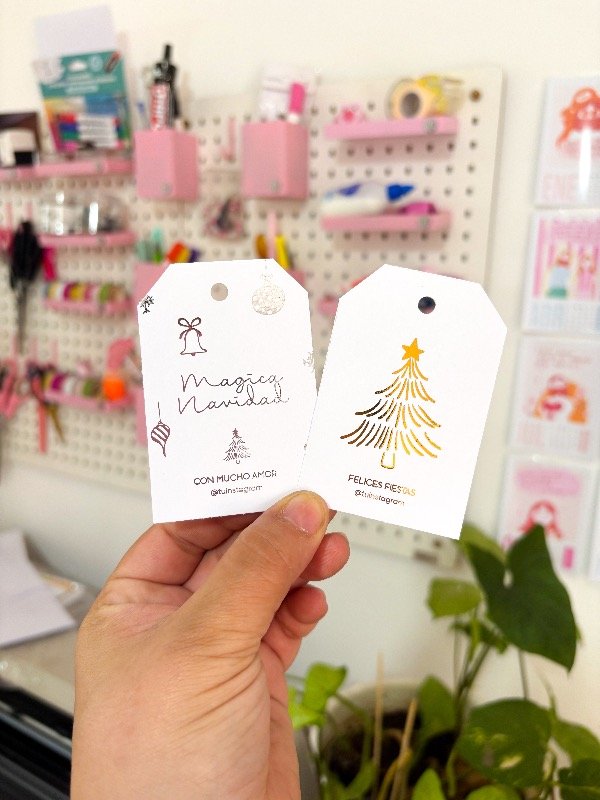 Magica
Navidad
CON MUCHO AMOR
@tuinstagram
FELICES FIESTAS
@tuinstagram